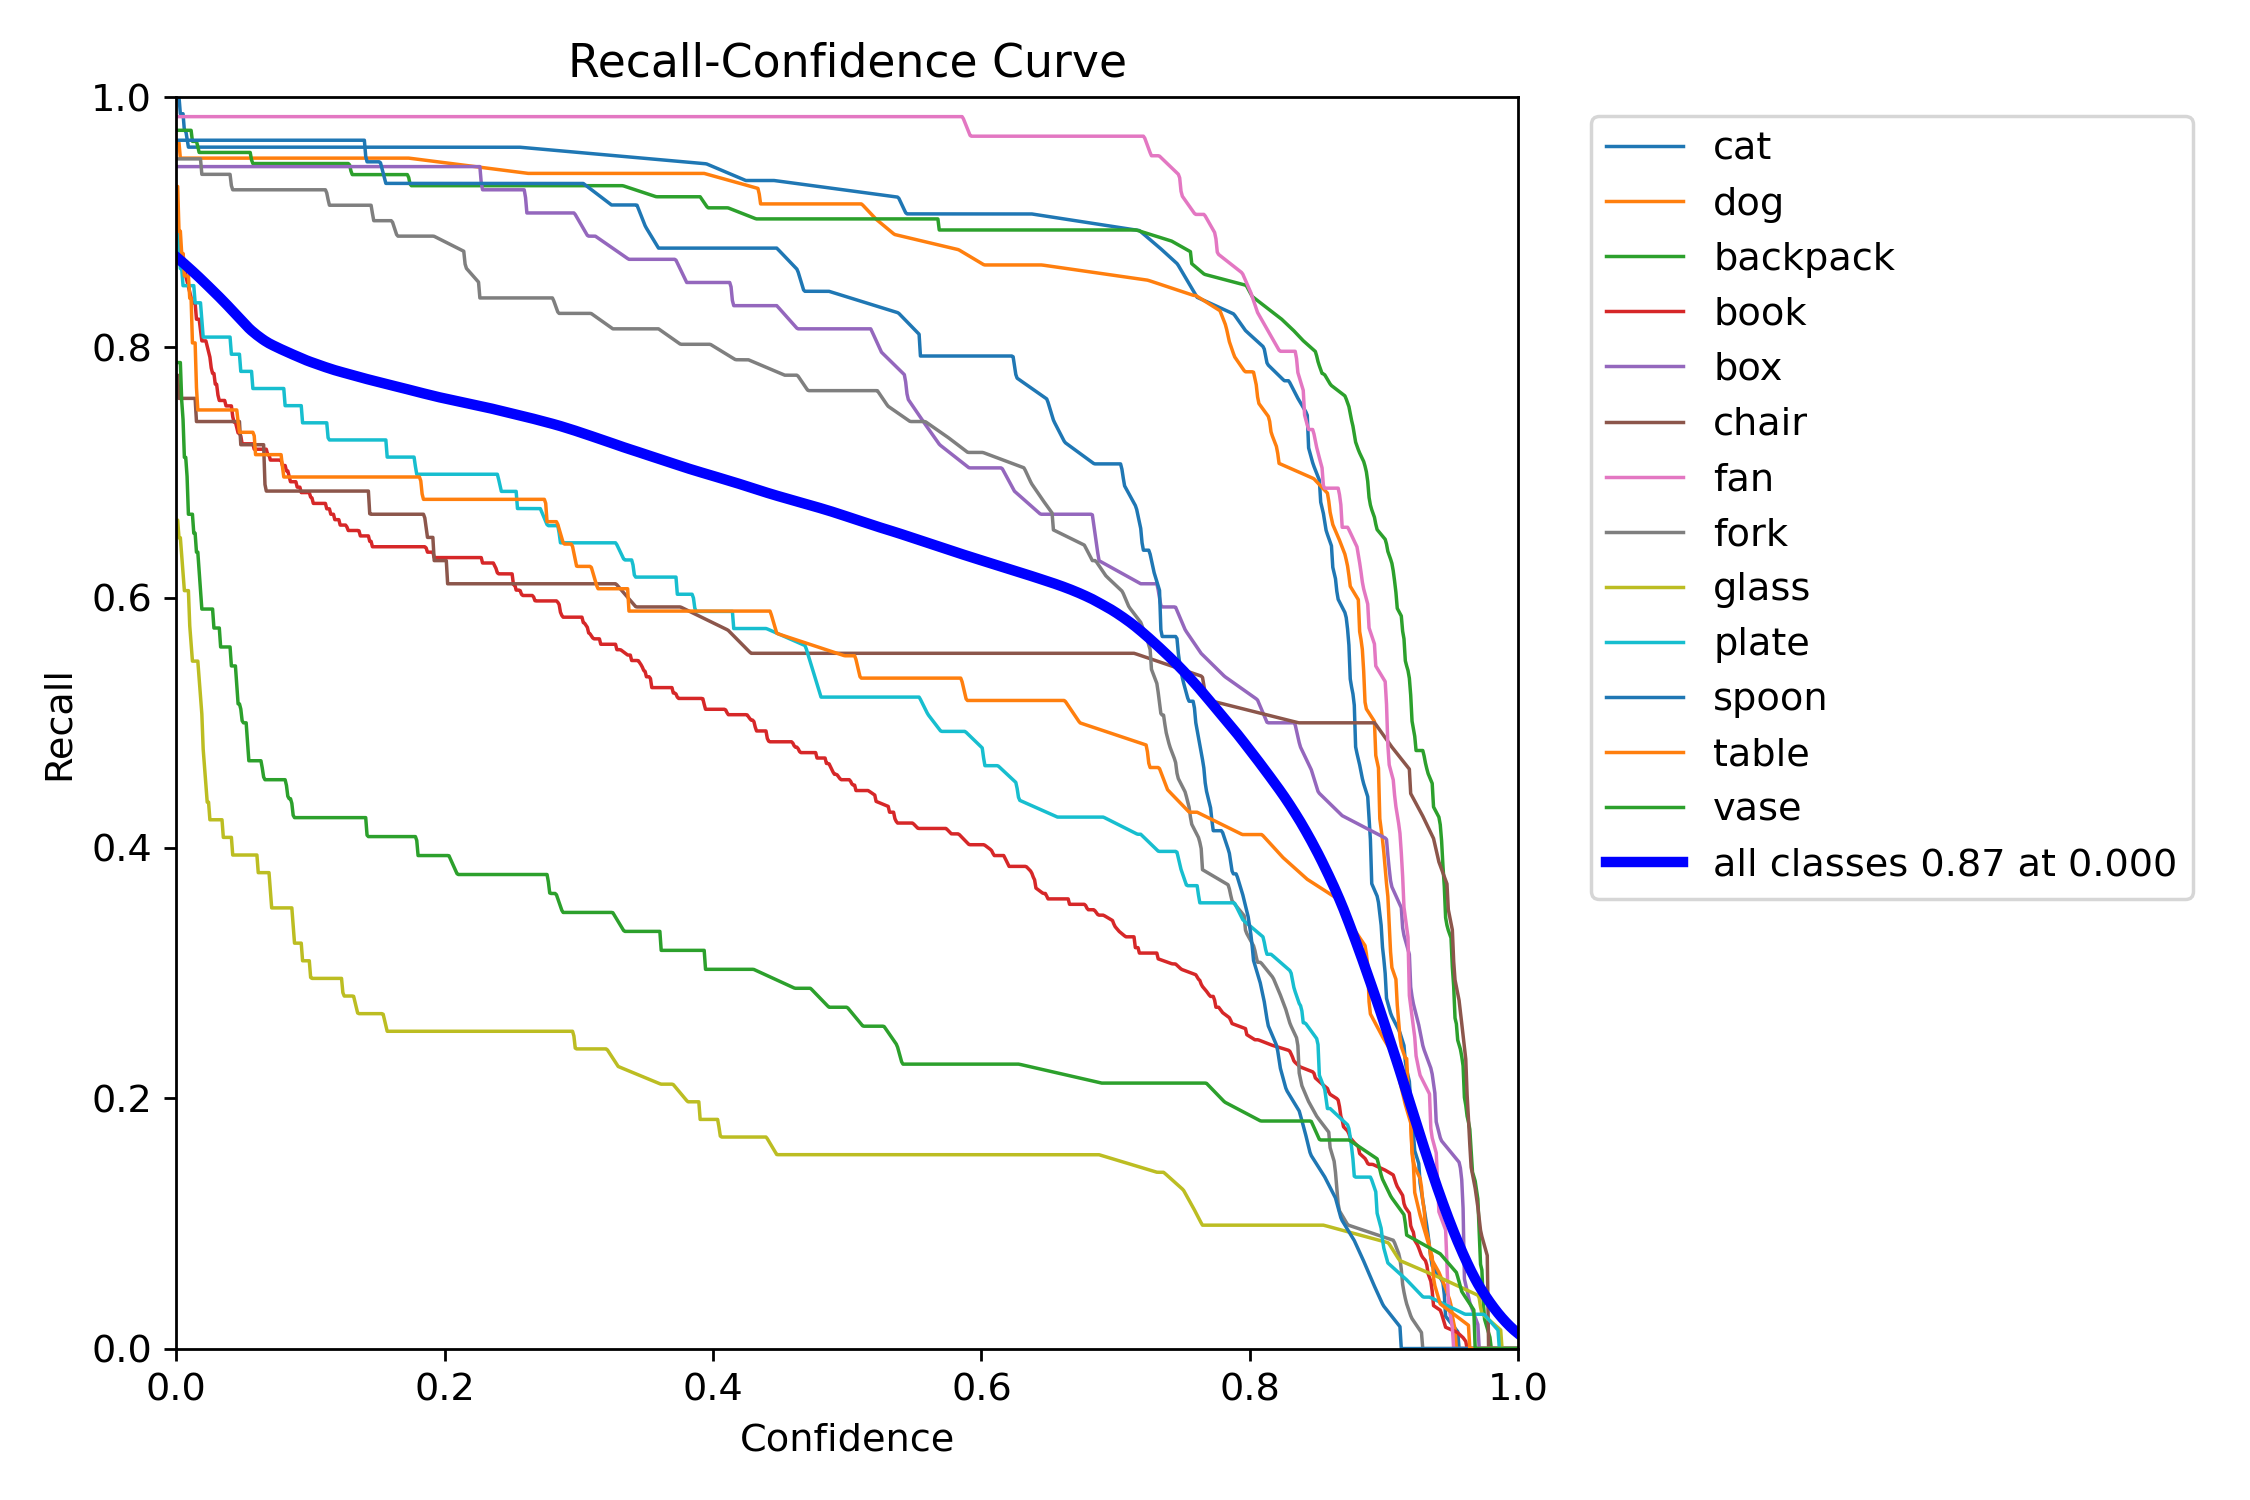 Recall-Confidence Curve
1.0
0.8
0.6
0.4
0.2
0.0
Recall
0.0 0.2 0.4 0.6 0.8 1.0
Confidence
cat
dog
backpack
book
box
chair
fan
fork
glass
plate
spoon
table
vase
all classes 0.87 at 0.000